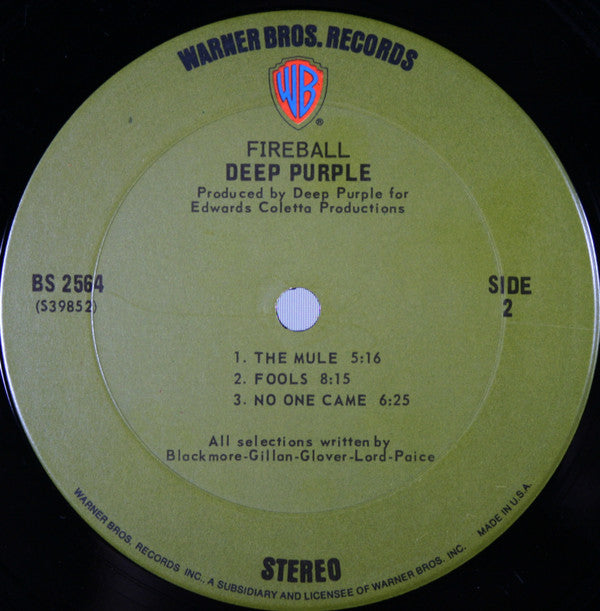 WARNER BROS. RECORDS
WB
®
FIREBALL
DEEP PURPLE
Produced by Deep Purple for
Edwards Coletta Productions
BS 2564
(S39852)
SIDE
2
1. THE MULE 5:16
2. FOOLS 8:15
3. NO ONE CAME 6:25
All selections written by
Blackmore-Gillan-Glover-Lord-Paice
STEREO
WARNER BROS. RECORDS INC., A SUBSIDIARY AND LICENSEE OF WARNER BROS. INC. MADE IN U.S.A.